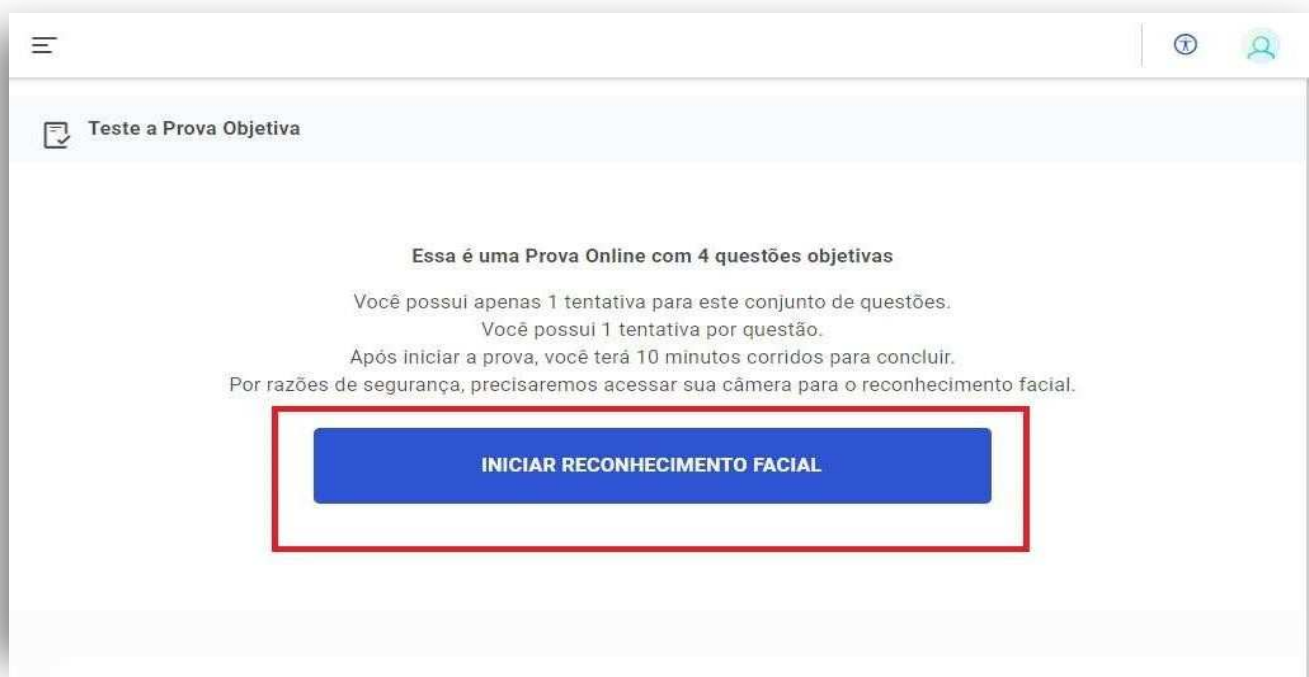 Teste a Prova Objetiva
Essa é uma Prova Online com 4 questões objetivas
Você possui apenas 1 tentativa para este conjunto de questões.
Você possui 1 tentativa por questão.
Após iniciar a prova, você terá 10 minutos corridos para concluir.
Por razões de segurança, precisaremos acessar sua câmera para o reconhecimento facial.
INICIAR RECONHECIMENTO FACIAL